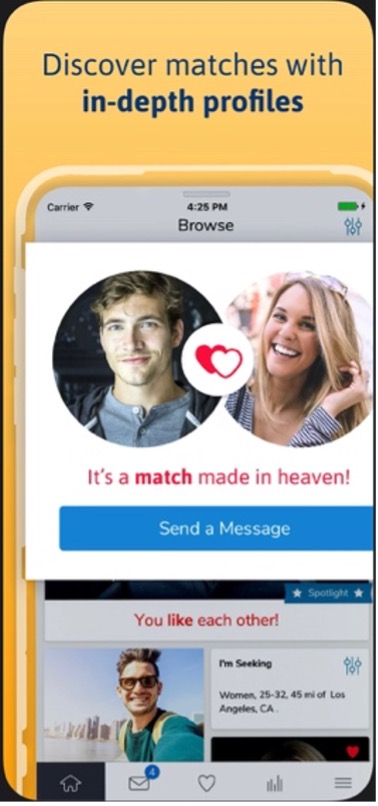 Discover matches with
in-depth profiles
Carrier
4:25 PM
Browse
It's a match made in heaven!
Send a Message
Spotlight
You like each other!
I'm Seeking
Women, 25-32, 45 mi of Los
Angeles, CA .
4